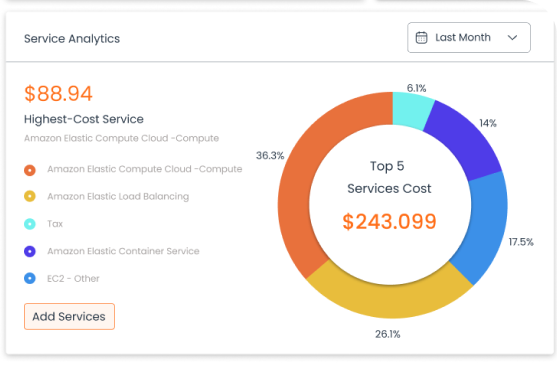 Service Analytics
Last Month
$88.94
Highest-Cost Service
Amazon Elastic Compute Cloud -Compute
Amazon Elastic Compute Cloud -Compute
Amazon Elastic Load Balancing
Tax
Amazon Elastic Container Service
EC2 - Other
Add Services
6.1%
14%
36.3%
Top 5
Services Cost
$243.099
17.5%
26.1%